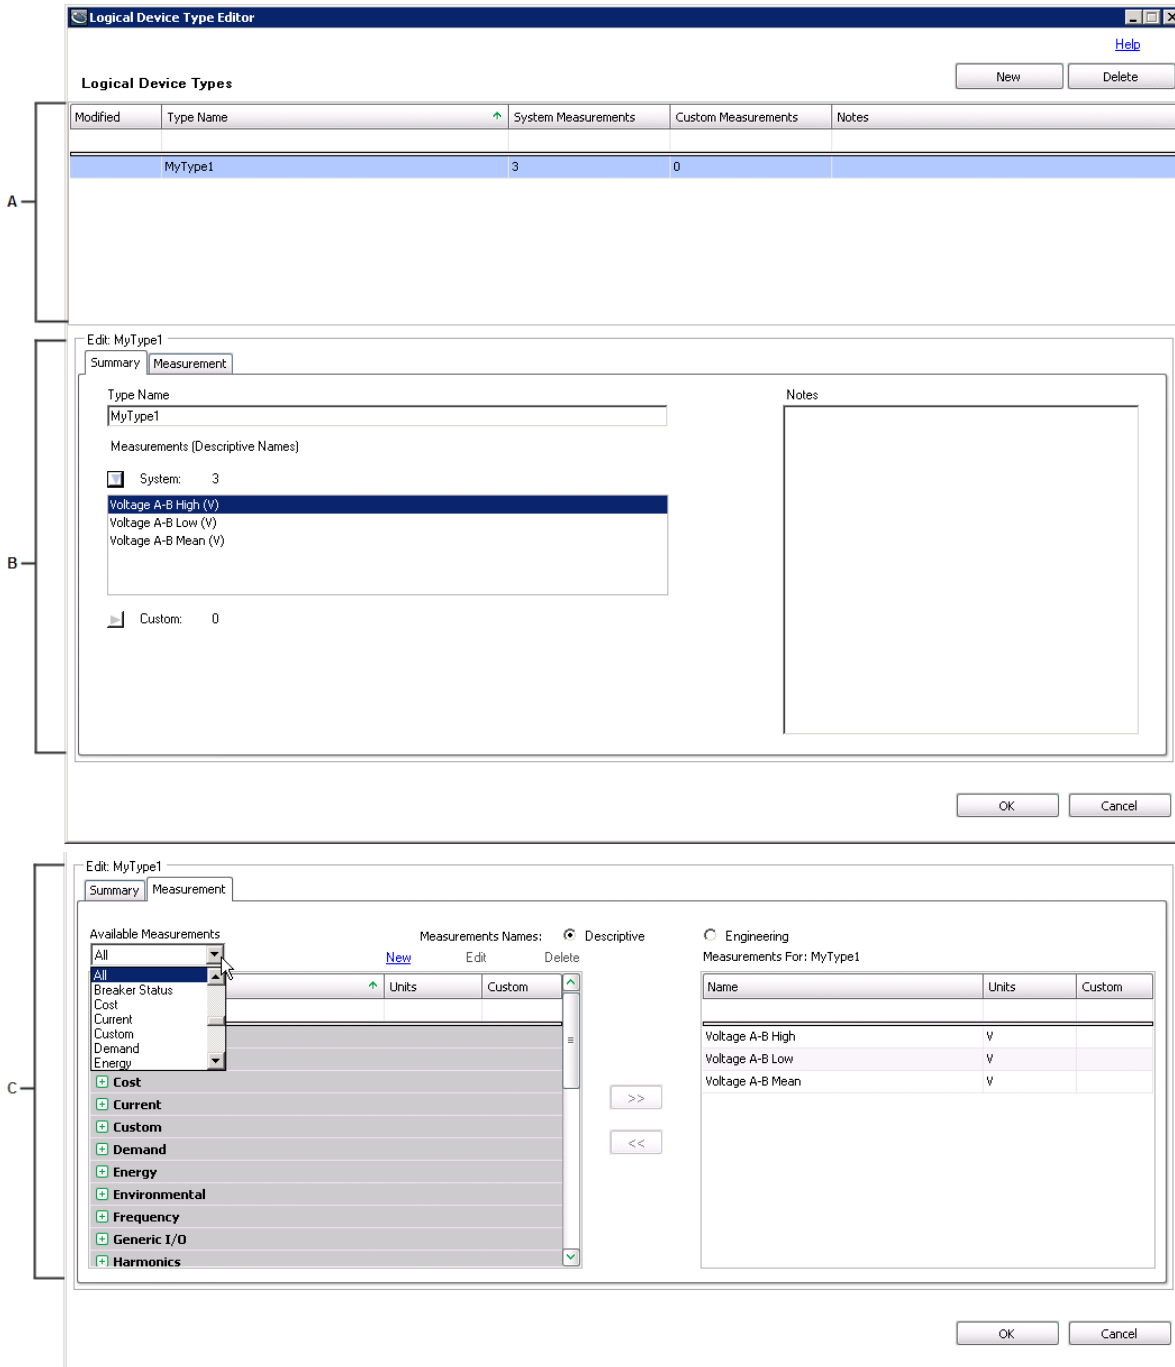 Logical Device Type Editor
Help
Logical Device Types
New
Delete
Modified
Type Name
System Measurements
Custom Measurements
Notes
MyType1
3
0
A
Edit: MyType1
Summary
Measurement
Type Name
MyType1
Notes
Measurements (Descriptive Names)
System: 3
Voltage A-B High (V)
Voltage A-B Low (V)
Voltage A-B Mean (V)
B
Custom: 0
OK
Cancel
Edit: MyType1
Summary
Measurement
Available Measurements
Measurements Names:
Descriptive
Engineering
All
New
Edit
Delete
Measurements For: MyType1
All
Breaker Status
Cost
Current
Custom
Demand
Energy
Units
Custom
Name
Units
Custom
Voltage A-B High V
Voltage A-B Low V
Voltage A-B Mean V
C
Cost
Current
Custom
Demand
Energy
Environmental
Frequency
Generic I/O
Harmonics
>>
<<
OK
Cancel